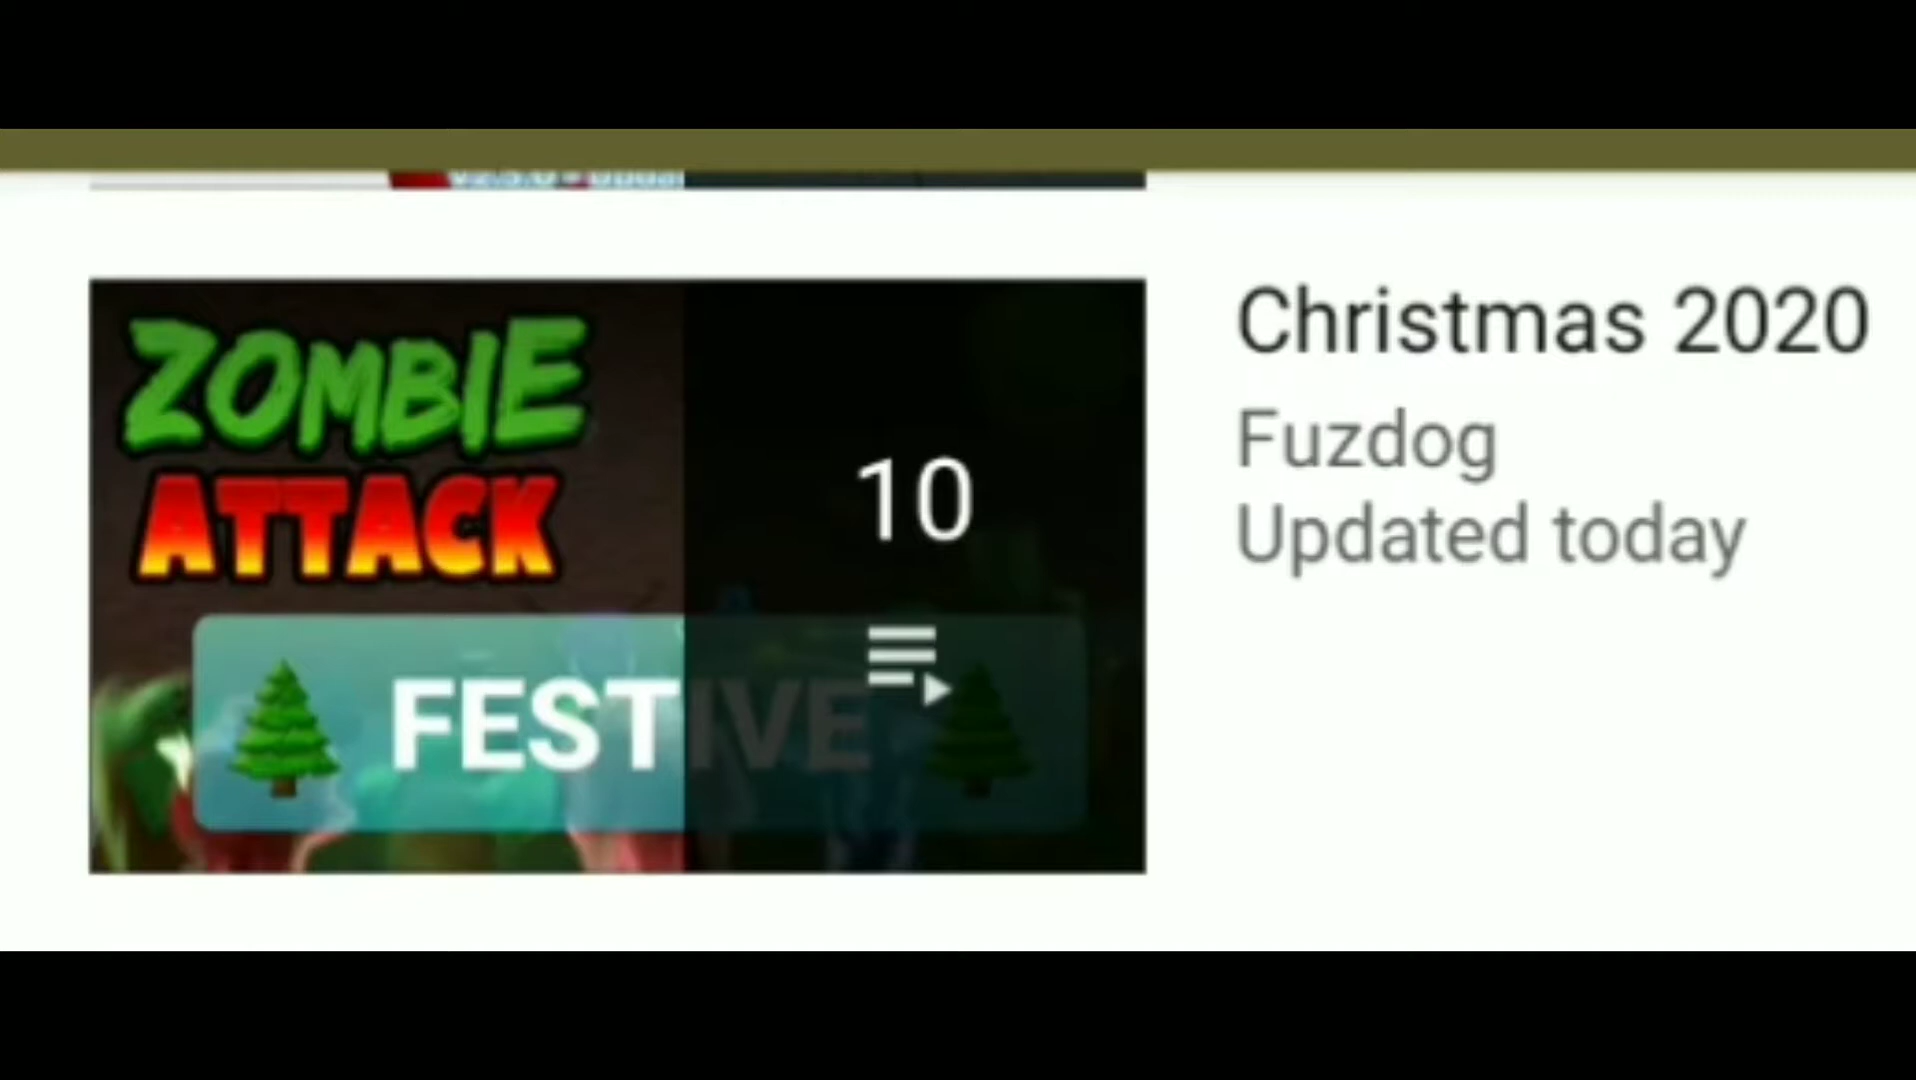 Christmas 2020
Fuzdog
Updated today
ZOMBIE
ATTACK
10
FESTIVE